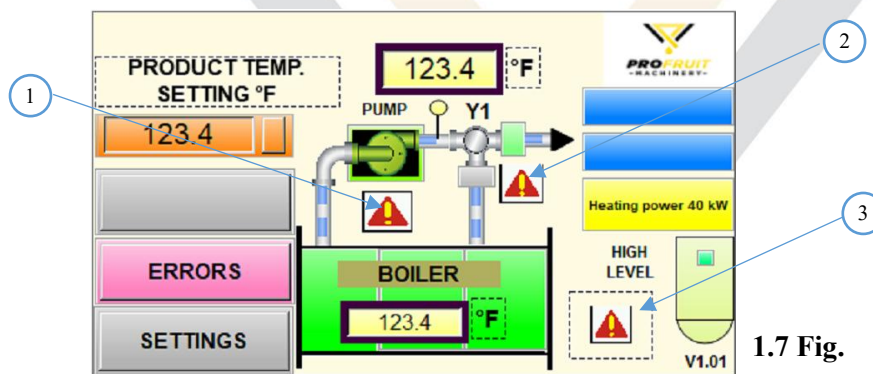 PRODUCT TEMP.
SETTING °F
123.4
123.4 °F
PUMP
Y1
PROFRUIT
-MACHINERY-
1
2
3
Heating power 40 kW
ERRORS
SETTINGS
BOILER
123.4 °F
HIGH
LEVEL
V1.01
1.7 Fig.